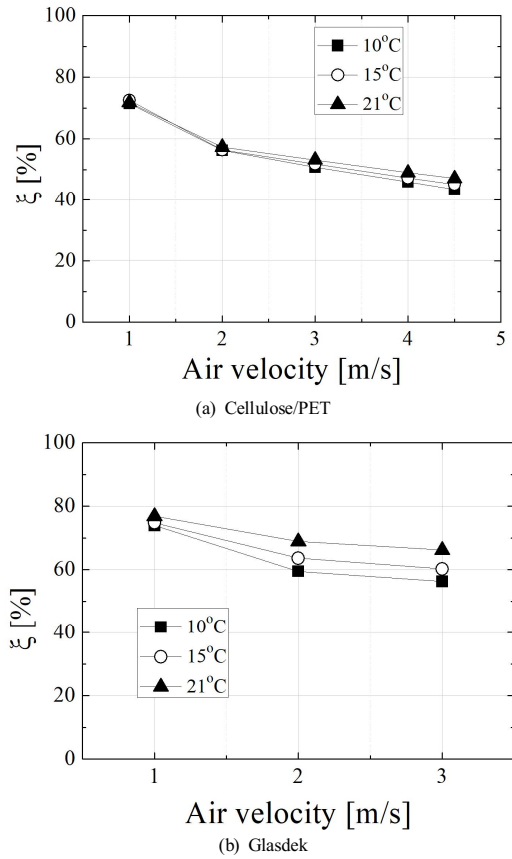 100
80
60
40
20
0
ξ [%]
10°C
15°C
21°C
1 2 3 4 5
Air velocity [m/s]
(a) Cellulose/PET
100
80
60
40
20
0
ξ [%]
10°C
15°C
21°C
1 2 3
Air velocity [m/s]
(b) Glasdek